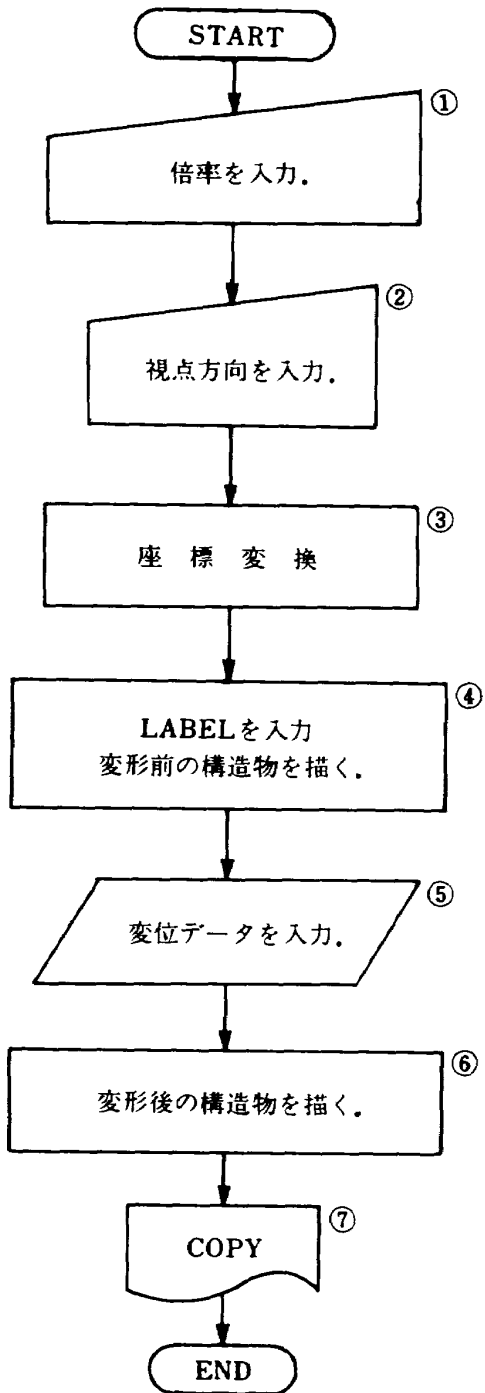 START
①
倍率を入力.
②
視点方向を入力.
③
座標変換
④
LABELを入力
変形前の構造物を描く.
⑤
変位データを入力.
⑥
変形後の構造物を描く.
⑦
COPY
END